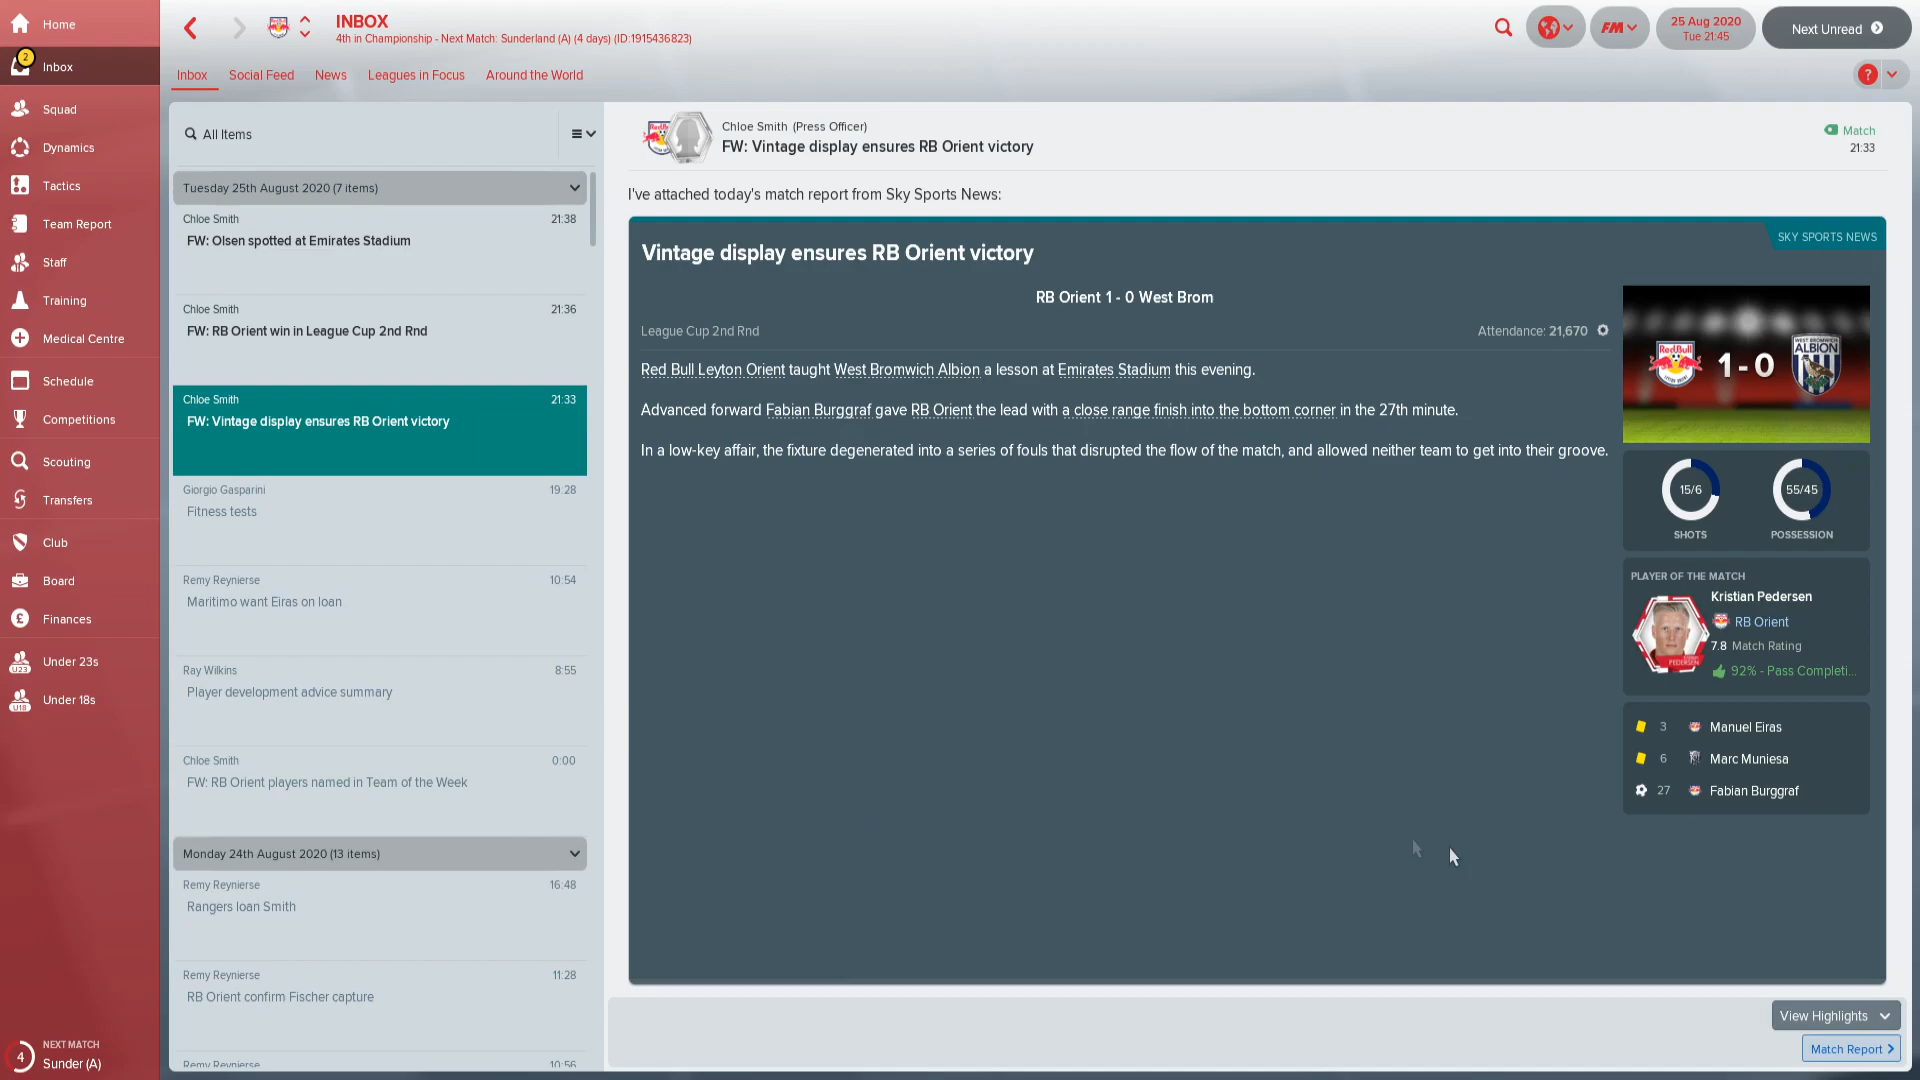 Home
2
Inbox
Squad
Dynamics
Tactics
Team Report
Staff
Training
Medical Centre
Schedule
Competitions
Scouting
Transfers
Club
Board
£
Finances
U23
Under 23s
U18
Under 18s
4
NEXT MATCH
Sunder (A)
INBOX
4th in Championship - Next Match: Sunderland (A) (4 days) (ID:1915436823)
FM
25 Aug 2020
Tue 21:45
Next Unread
Inbox
Social Feed
News
Leagues in Focus
Around the World
?
All Items
Tuesday 25th August 2020 (7 items)
Chloe Smith 21:38
FW: Olsen spotted at Emirates Stadium
Chloe Smith 21:36
FW: RB Orient win in League Cup 2nd Rnd
Chloe Smith 21:33
FW: Vintage display ensures RB Orient victory
Giorgio Gasparini 19:28
Fitness tests
Remy Reynierse 10:54
Maritimo want Eiras on loan
Ray Wilkins 8:55
Player development advice summary
Chloe Smith 0:00
FW: RB Orient players named in Team of the Week
Monday 24th August 2020 (13 items)
Remy Reynierse 16:48
Rangers loan Smith
Remy Reynierse 11:28
RB Orient confirm Fischer capture
Remy Reynierse 10:56
Chloe Smith (Press Officer)
FW: Vintage display ensures RB Orient victory
Match
21:33
I've attached today's match report from Sky Sports News:
SKY SPORTS NEWS
Vintage display ensures RB Orient victory
RB Orient 1 - 0 West Brom
League Cup 2nd Rnd
Attendance: 21,670
Red Bull Leyton Orient taught West Bromwich Albion a lesson at Emirates Stadium this evening.
Advanced forward Fabian Burggraf gave RB Orient the lead with a close range finish into the bottom corner in the 27th minute.
In a low-key affair, the fixture degenerated into a series of fouls that disrupted the flow of the match, and allowed neither team to get into their groove.
RedBull
1 - 0
WEST BROMWICH
ALBION
15/6
SHOTS
55/45
POSSESSION
PLAYER OF THE MATCH
Kristian Pedersen
RB Orient
7.8 Match Rating
92% - Pass Completi...
PEDERSEN
3 Manuel Eiras
6 Marc Muniesa
27 Fabian Burggraf
View Highlights
Match Report